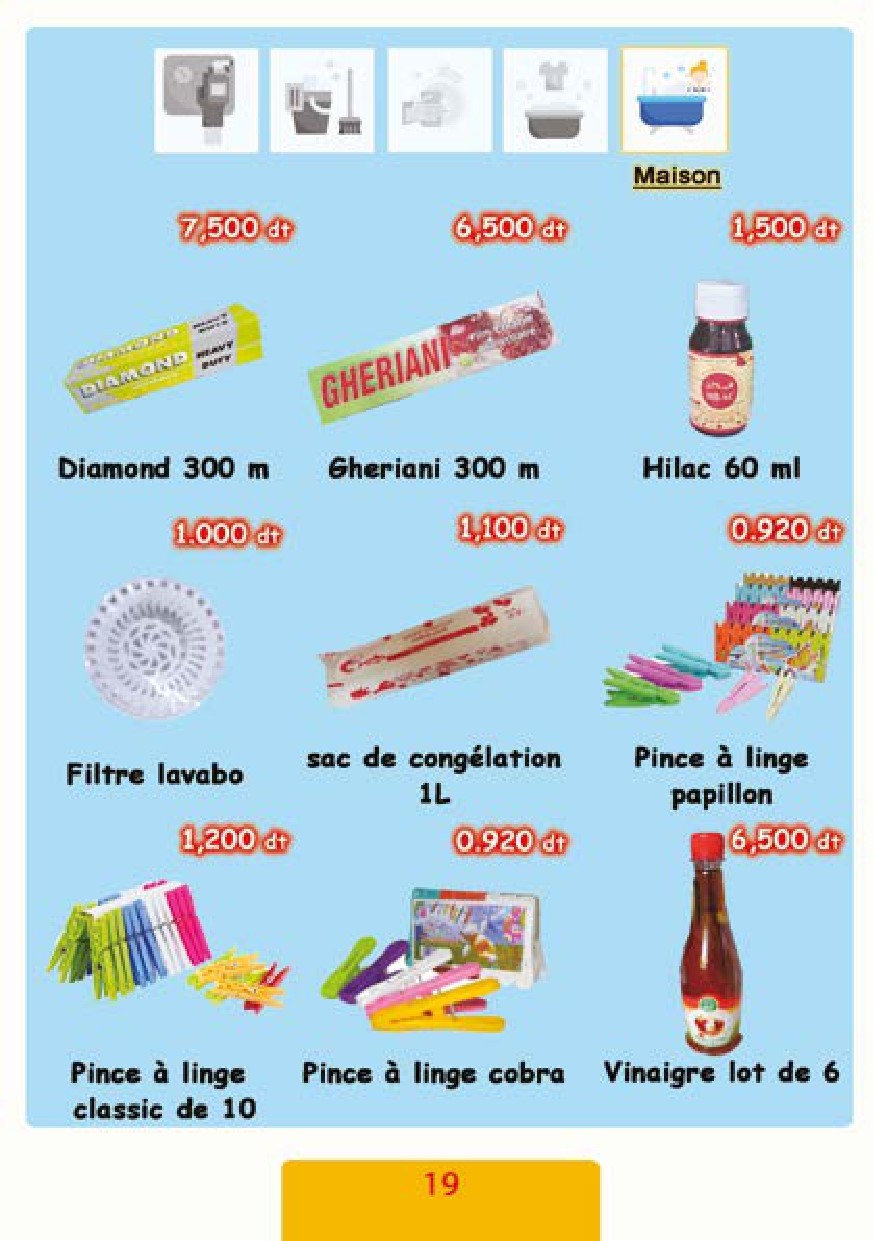 Maison
7,500 dt
6,500 dt
1,500 dt
DIAMOND
HEAVY
DUTY
GHERIANI
Diamond 300 m
Gheriani 300 m
Hilac 60 ml
1.000 dt
1,100 dt
0.920 dt
Filtre lavabo
sac de congélation
1L
Pince à linge
papillon
1,200 dt
0.920 dt
6,500 dt
Pince à linge
classic de 10
Pince à linge cobra
Vinaigre lot de 6
19